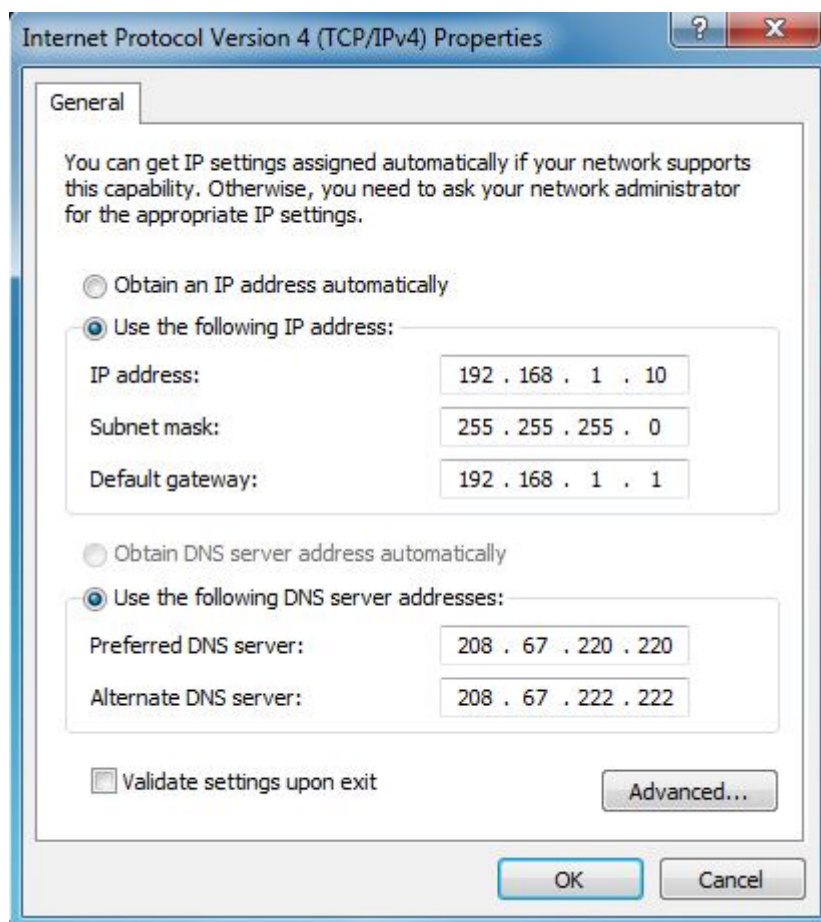 Internet Protocol Version 4 (TCP/IPv4) Properties
?
X
General
You can get IP settings assigned automatically if your network supports
this capability. Otherwise, you need to ask your network administrator
for the appropriate IP settings.
Obtain an IP address automatically
Use the following IP address:
IP address: 192 . 168 . 1 . 10
Subnet mask: 255 . 255 . 255 . 0
Default gateway: 192 . 168 . 1 . 1
Obtain DNS server address automatically
Use the following DNS server addresses:
Preferred DNS server: 208 . 67 . 220 . 220
Alternate DNS server: 208 . 67 . 222 . 222
Validate settings upon exit
Advanced...
OK Cancel